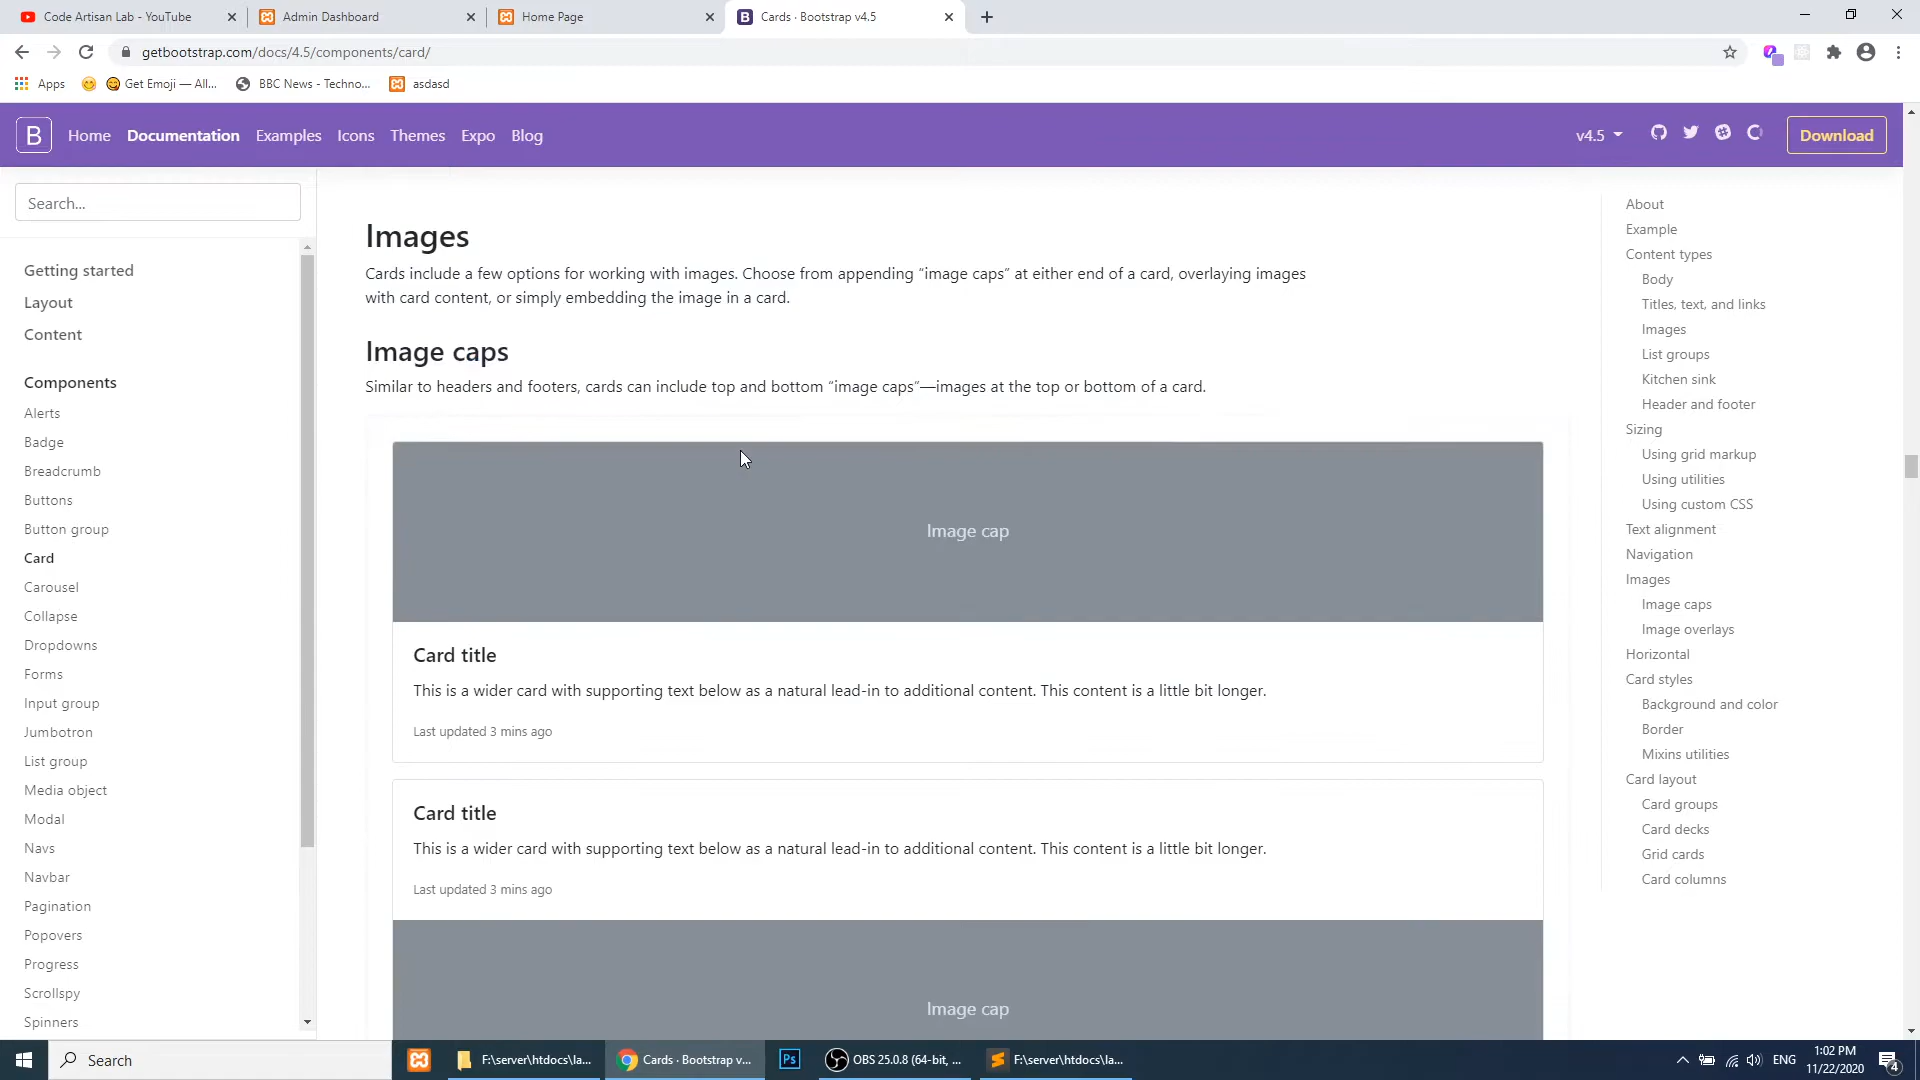 Code Artisan Lab - YouTube
Admin Dashboard
Home Page
Cards · Bootstrap v4.5
getbootstrap.com/docs/4.5/components/card/
Apps
Get Emoji — All...
BBC News - Techno...
asdasd
B
Home
Documentation
Examples
Icons
Themes
Expo
Blog
v4.5
Download
Search...
Getting started
Layout
Content
Components
Alerts
Badge
Breadcrumb
Buttons
Button group
Card
Carousel
Collapse
Dropdowns
Forms
Input group
Jumbotron
List group
Media object
Modal
Navs
Navbar
Pagination
Popovers
Progress
Scrollspy
Spinners
Images
Cards include a few options for working with images. Choose from appending “image caps” at either end of a card, overlaying images
with card content, or simply embedding the image in a card.
Image caps
Similar to headers and footers, cards can include top and bottom “image caps”—images at the top or bottom of a card.
Image cap
Card title
This is a wider card with supporting text below as a natural lead-in to additional content. This content is a little bit longer.
Last updated 3 mins ago
Card title
This is a wider card with supporting text below as a natural lead-in to additional content. This content is a little bit longer.
Last updated 3 mins ago
Image cap
About
Example
Content types
Body
Titles, text, and links
Images
List groups
Kitchen sink
Header and footer
Sizing
Using grid markup
Using utilities
Using custom CSS
Text alignment
Navigation
Images
Image caps
Image overlays
Horizontal
Card styles
Background and color
Border
Mixins utilities
Card layout
Card groups
Card decks
Grid cards
Card columns
Search
F:\server\htdocs\la...
Cards · Bootstrap v...
Ps
OBS 25.0.8 (64-bit, ...
F:\server\htdocs\la...
ENG
1:02 PM
11/22/2020
4